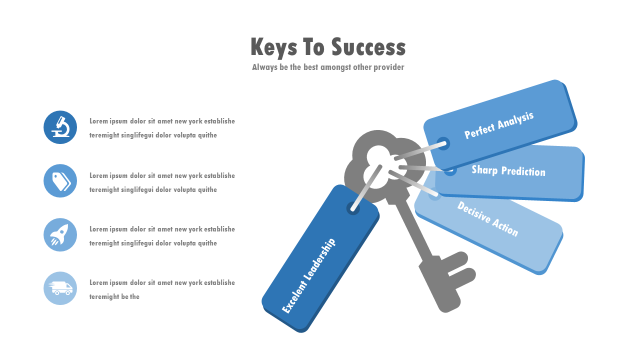 Keys To Success
Always be the best amongst other provider
Lorem ipsum dolor sit amet new york establishe
teremight singlifegui dolor volupta quithe
Lorem ipsum dolor sit amet new york establishe
teremight singlifegui dolor volupta quithe
Lorem ipsum dolor sit amet new york establishe
teremight singlifegui dolor volupta quithe
Lorem ipsum dolor sit amet new york establishe
teremight be the
Perfect Analysis
Sharp Prediction
Decisive Action
Excelent Leadership